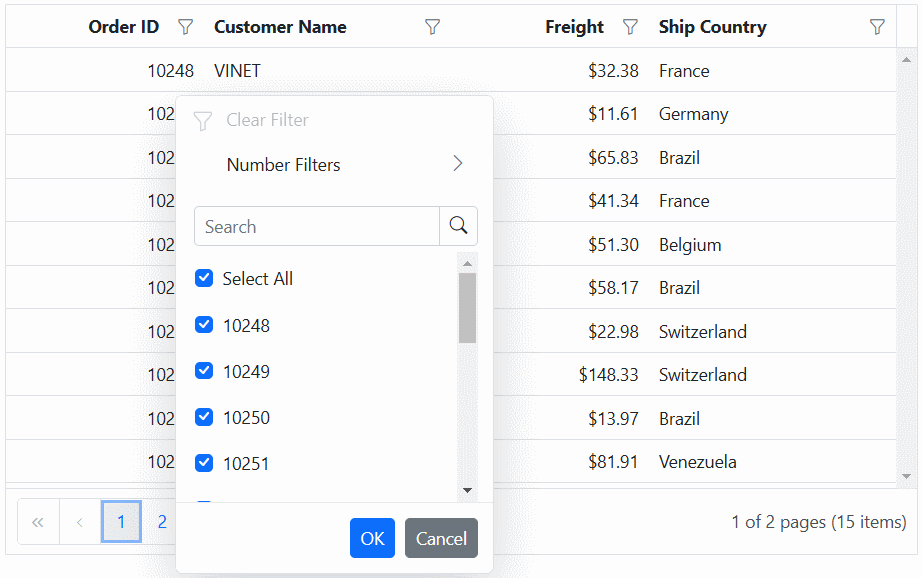 Order ID Customer Name Freight Ship Country
10248 VINET $32.38 France
102 $11.61 Germany
102 $65.83 Brazil
102 $41.34 France
102 $51.30 Belgium
102 $58.17 Brazil
102 $22.98 Switzerland
102 $148.33 Switzerland
102 $13.97 Brazil
102 $81.91 Venezuela
Clear Filter
Number Filters
Search
Select All
10248
10249
10250
10251
OK Cancel
« ‹ 1 2
1 of 2 pages (15 items)